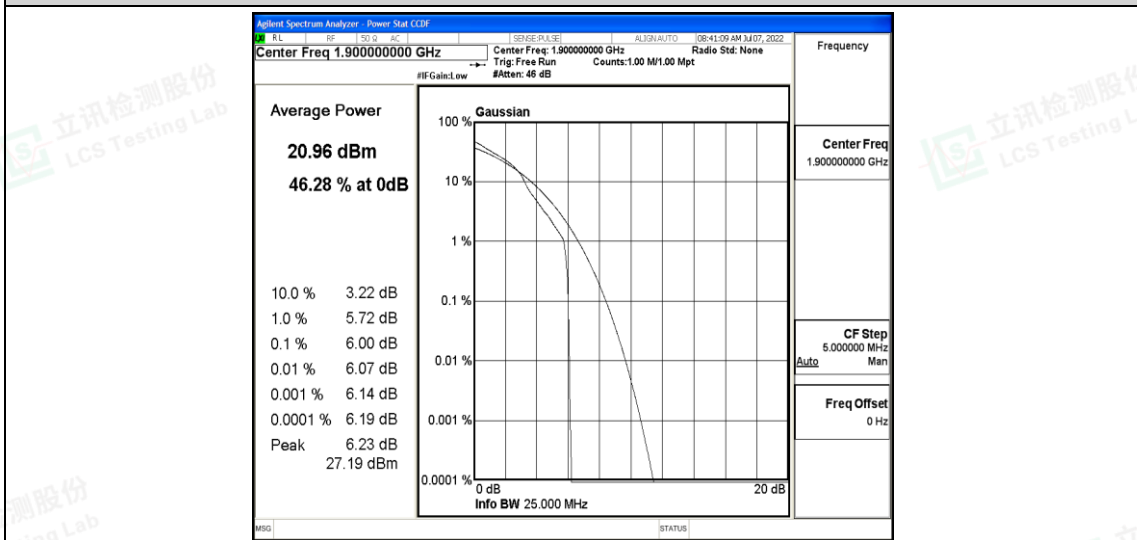 Agilent Spectrum Analyzer - Power Stat CCDF
RL RF 50 Ω AC SENSE:PULSE ALIGNAUTO 08:41:09 AM Jul 07, 2022
Center Freq 1.900000000 GHz
Center Freq: 1.900000000 GHz Radio Std: None
Trig: Free Run Counts:1.00 M/1.00 Mpt
#IFGain:Low #Atten: 46 dB
Frequency
Average Power
20.96 dBm
46.28 % at 0dB
10.0 % 3.22 dB
1.0 % 5.72 dB
0.1 % 6.00 dB
0.01 % 6.07 dB
0.001 % 6.14 dB
0.0001 % 6.19 dB
Peak 6.23 dB
27.19 dBm
Gaussian
100 %
10 %
1 %
0.1 %
0.01 %
0.001 %
0.0001 %
0 dB 20 dB
Info BW 25.000 MHz
Center Freq
1.900000000 GHz
CF Step
5.000000 MHz
Auto Man
Freq Offset
0 Hz
MSG STATUS
立讯检测股份
LCS Testing Lab
立讯检测股份
LCS Testing L
测股份
ing Lab